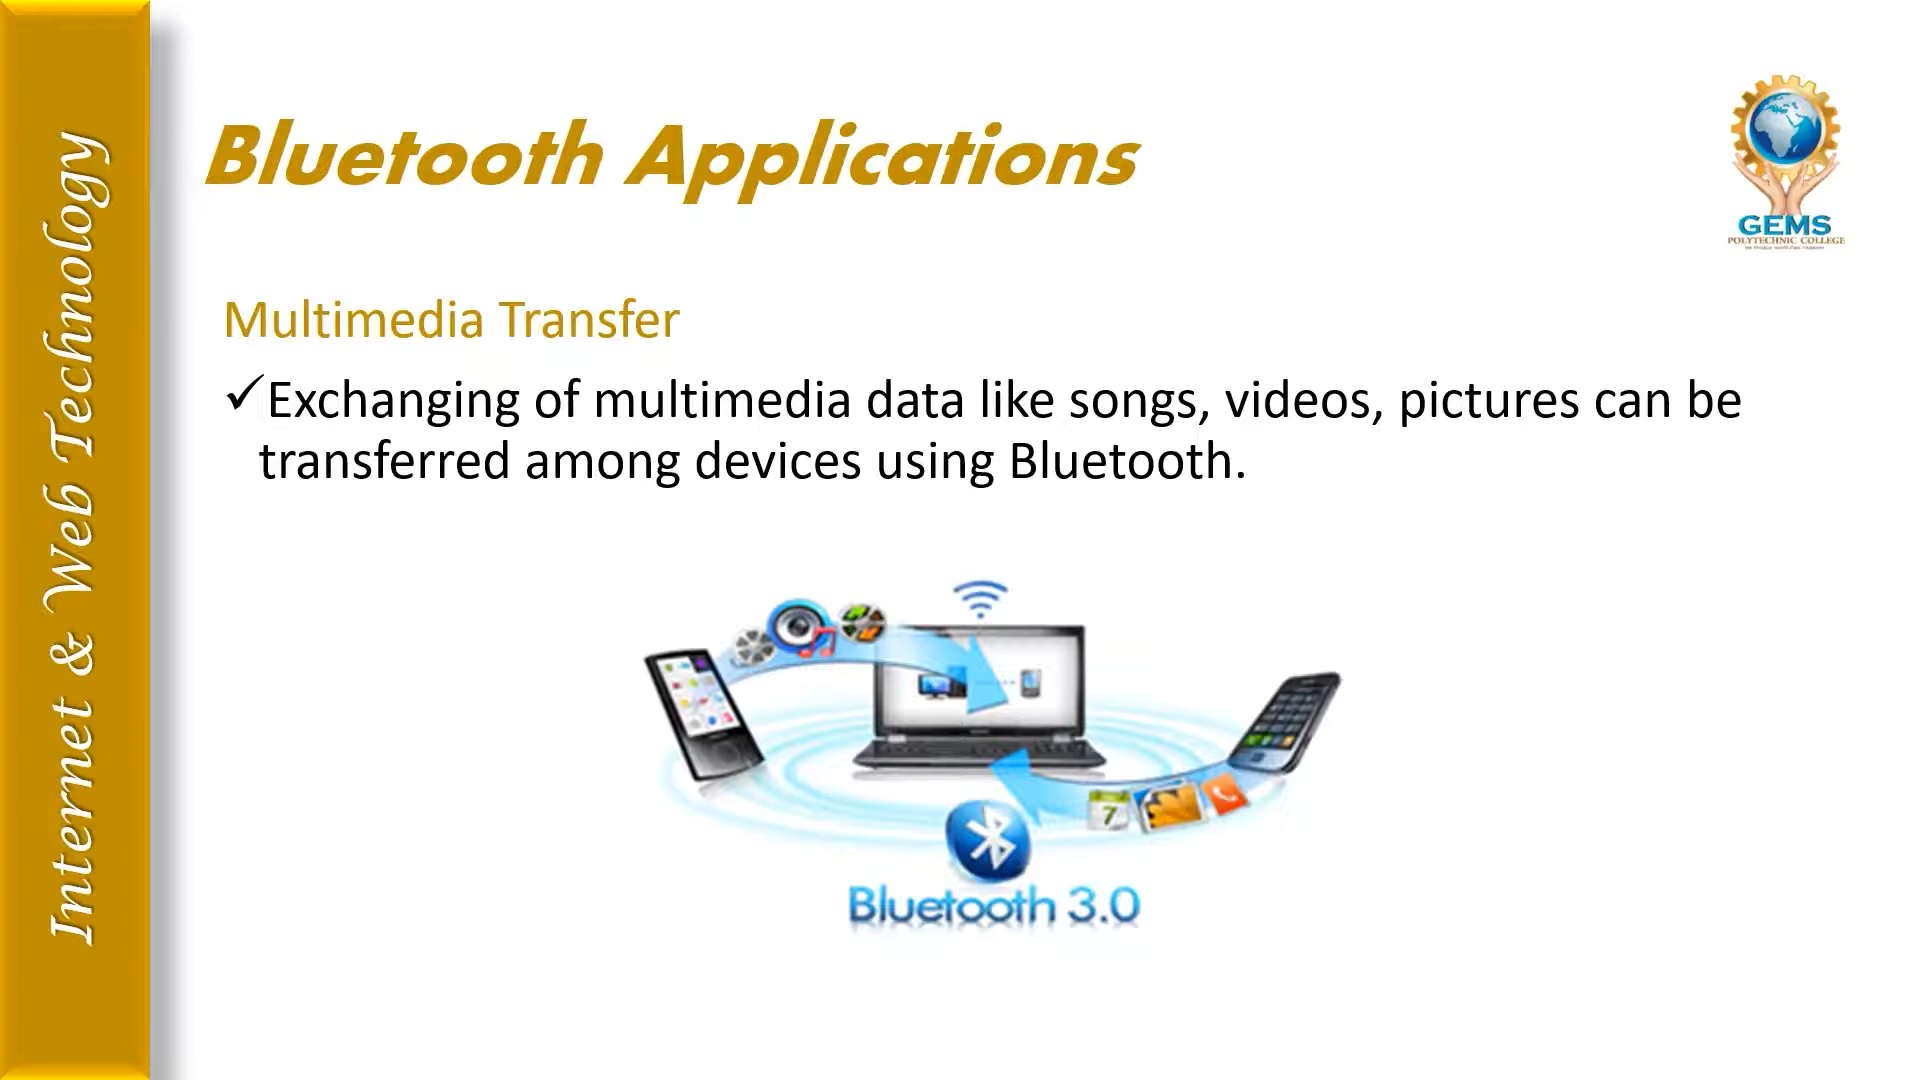 Internet & Web Technology
Bluetooth Applications
GEMS
POLYTECHNIC COLLEGE
Multimedia Transfer
✓Exchanging of multimedia data like songs, videos, pictures can be
transferred among devices using Bluetooth.
7
Bluetooth 3.0